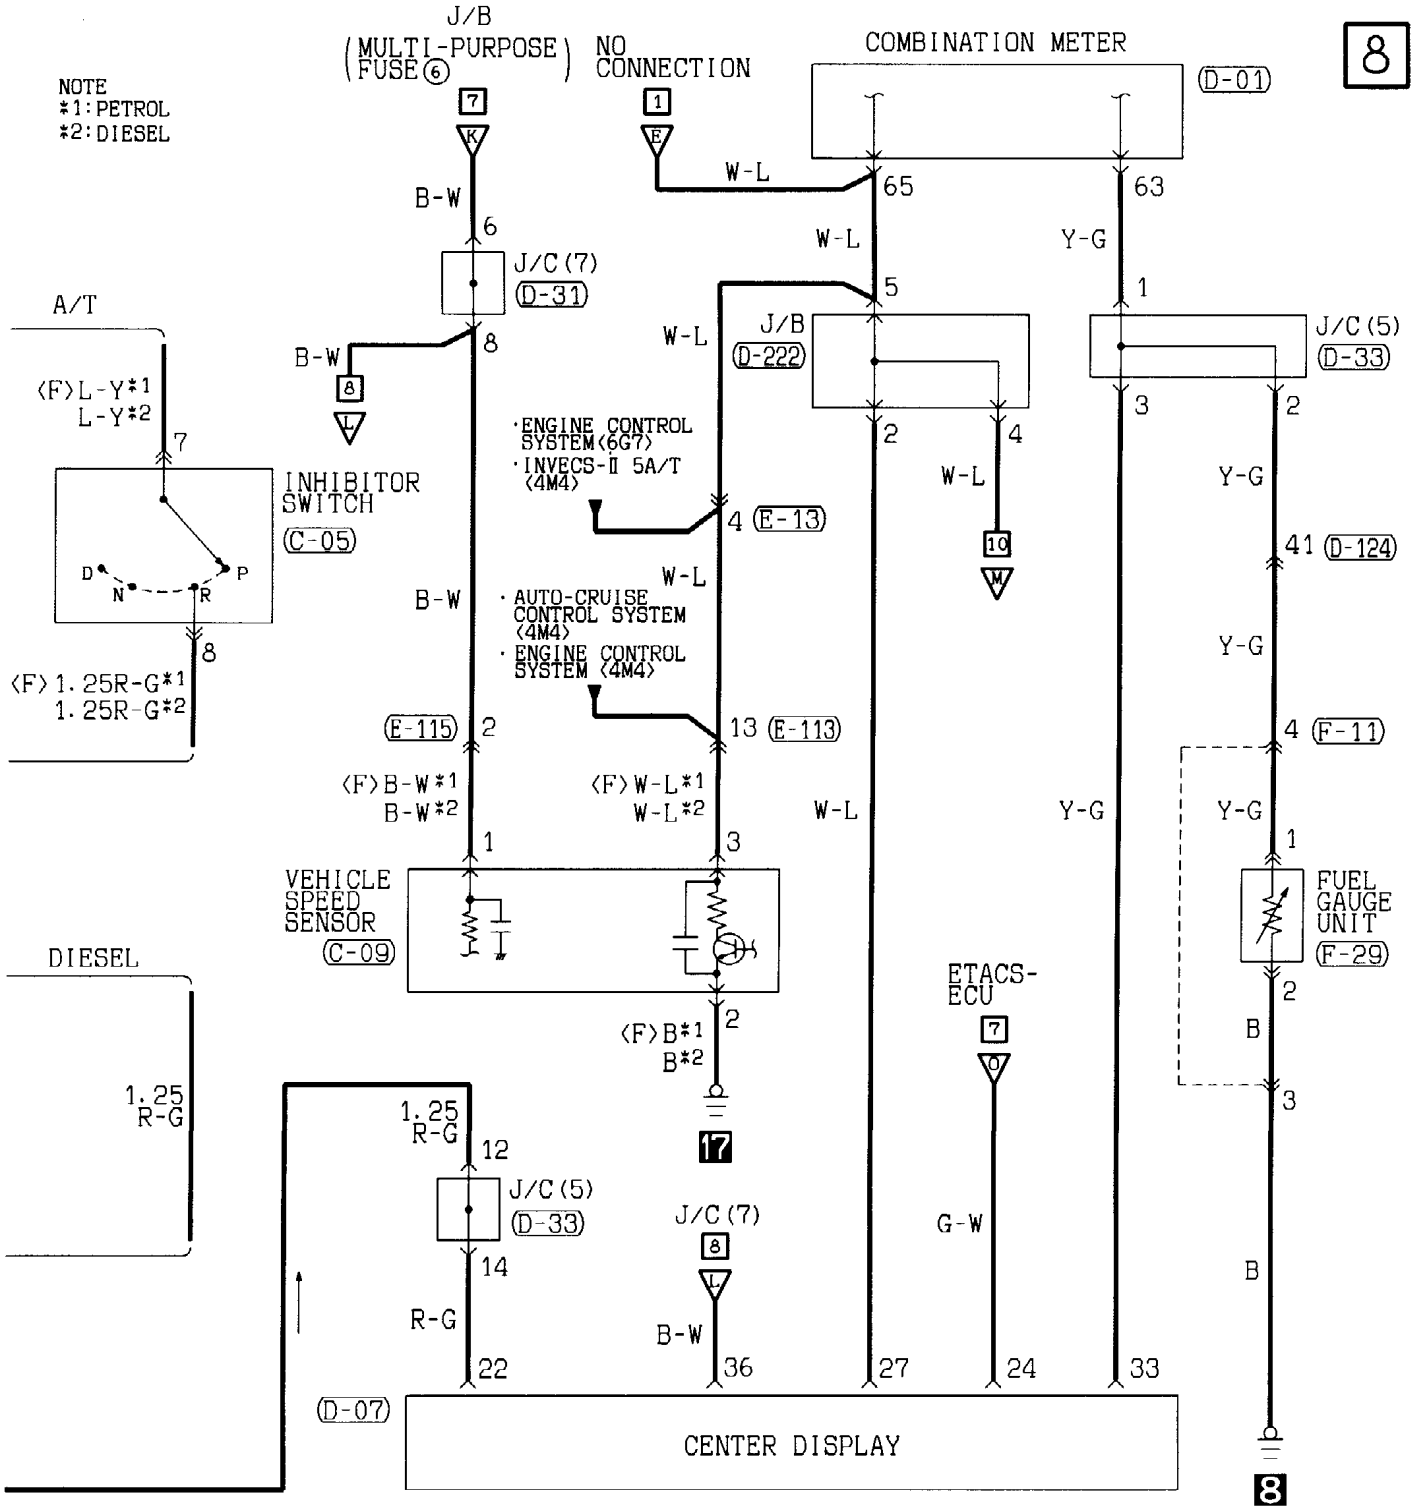 J/B
(MULTI-PURPOSE)
FUSE⑥
NO
CONNECTION
COMBINATION METER
(D-01)
8
NOTE
*1:PETROL
*2:DIESEL
7
K
1
E
W-L
65
63
B-W
6
W-L
Y-G
J/C(7)
(D-31)
5
1
A/T
8
W-L
J/B
(D-222)
J/C(5)
(D-33)
B-W
8
L
<F>L-Y*1
L-Y*2
7
3
2
2
4
·ENGINE CONTROL
SYSTEM<6G7>
·INVECS-Ⅱ 5A/T
<4M4>
W-L
Y-G
INHIBITOR
SWITCH
(C-05)
4 (E-13)
10
M
41 (D-124)
D
N
R
P
W-L
B-W
·AUTO-CRUISE
CONTROL SYSTEM
<4M4>
·ENGINE CONTROL
SYSTEM <4M4>
Y-G
8
<F>1.25R-G*1
1.25R-G*2
(E-115) 2
13 (E-113)
4 (F-11)
<F>B-W*1
B-W*2
<F>W-L*1
W-L*2
W-L
Y-G
Y-G
1
3
1
VEHICLE
SPEED
SENSOR
(C-09)
FUEL
GAUGE
UNIT
(F-29)
DIESEL
ETACS-
ECU
7
O
2
2
<F>B*1
B*2
B
1.25
R-G
1.25
R-G
3
12
17
J/C(5)
(D-33)
J/C(7)
8
L
G-W
14
B
R-G
B-W
22
36
27
24
33
(D-07)
CENTER DISPLAY
8